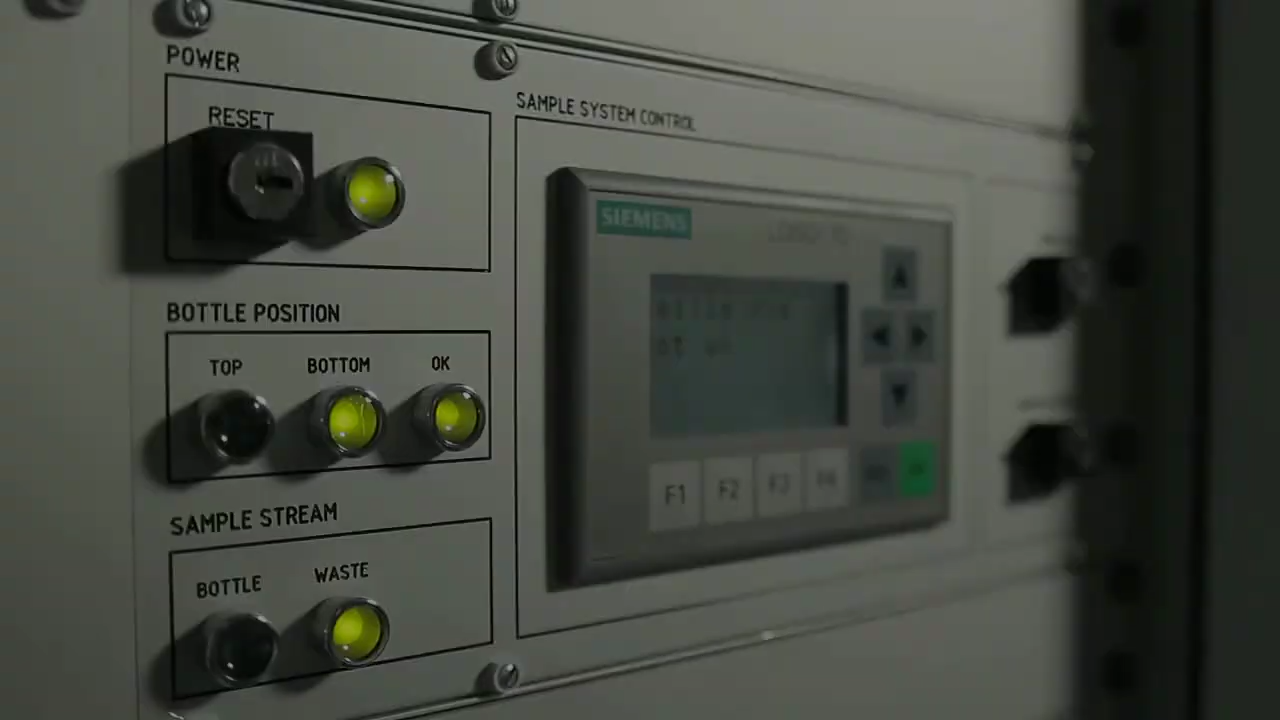 POWER
RESET
SAMPLE SYSTEM CONTROL
SIEMENS
BOTTLE POSITION
TOP BOTTOM OK
F1 F2 F3 F4
SAMPLE STREAM
BOTTLE WASTE